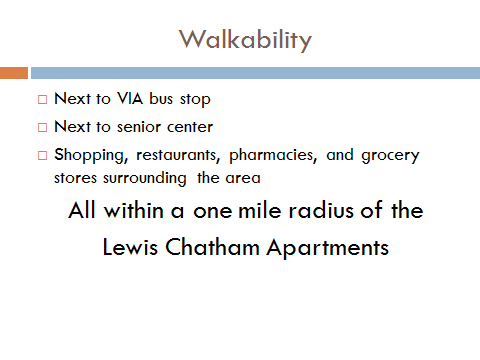 Walkability
Next to VIA bus stop
Next to senior center
Shopping, restaurants, pharmacies, and grocery
stores surrounding the area
All within a one mile radius of the
Lewis Chatham Apartments